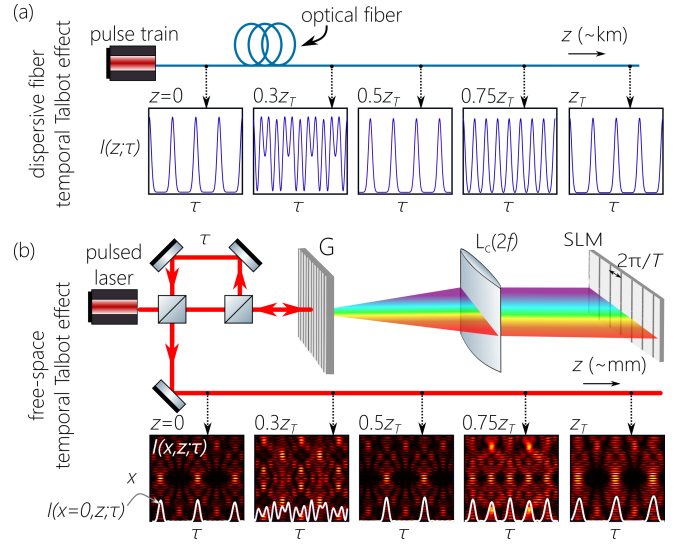 (a)
pulse train
optical fiber
z (~km)
dispersive fiber
temporal Talbot effect
z=0
0.3z_T
0.5z_T
0.75z_T
z_T
I(z;τ)
τ
τ
τ
τ
τ
(b)
pulsed
laser
τ
G
L_c(2f)
SLM
2π/T
free-space
temporal Talbot effect
z (~mm)
z=0
0.3z_T
0.5z_T
0.75z_T
z_T
I(x,z;τ)
x
I(x=0,z;τ)
τ
τ
τ
τ
τ